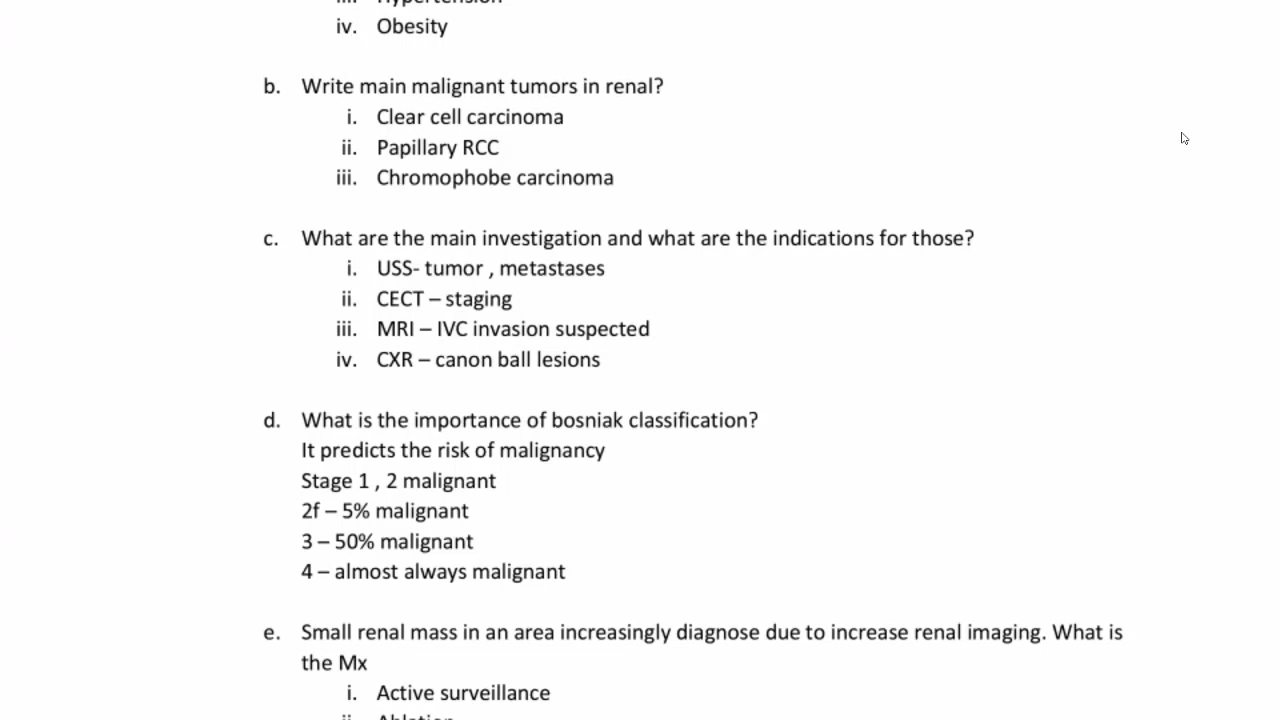 iii. Hypertension
iv. Obesity
b. Write main malignant tumors in renal?
i. Clear cell carcinoma
ii. Papillary RCC
iii. Chromophobe carcinoma
c. What are the main investigation and what are the indications for those?
i. USS- tumor , metastases
ii. CECT – staging
iii. MRI – IVC invasion suspected
iv. CXR – canon ball lesions
d. What is the importance of bosniak classification?
It predicts the risk of malignancy
Stage 1 , 2 malignant
2f – 5% malignant
3 – 50% malignant
4 – almost always malignant
e. Small renal mass in an area increasingly diagnose due to increase renal imaging. What is
the Mx
i. Active surveillance
ii. Ablation